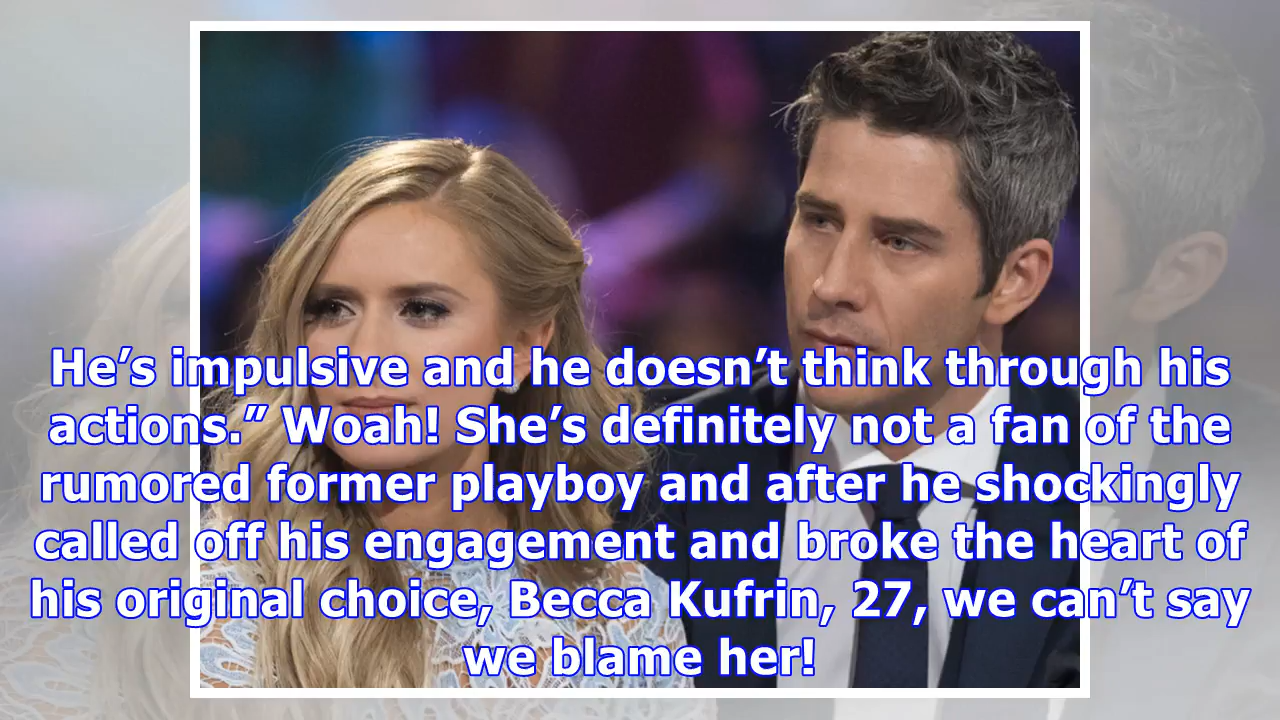 He’s impulsive and he doesn’t think through his
actions.” Woah! She’s definitely not a fan of the
rumored former playboy and after he shockingly
called off his engagement and broke the heart of
his original choice, Becca Kufrin, 27, we can’t say
we blame her!